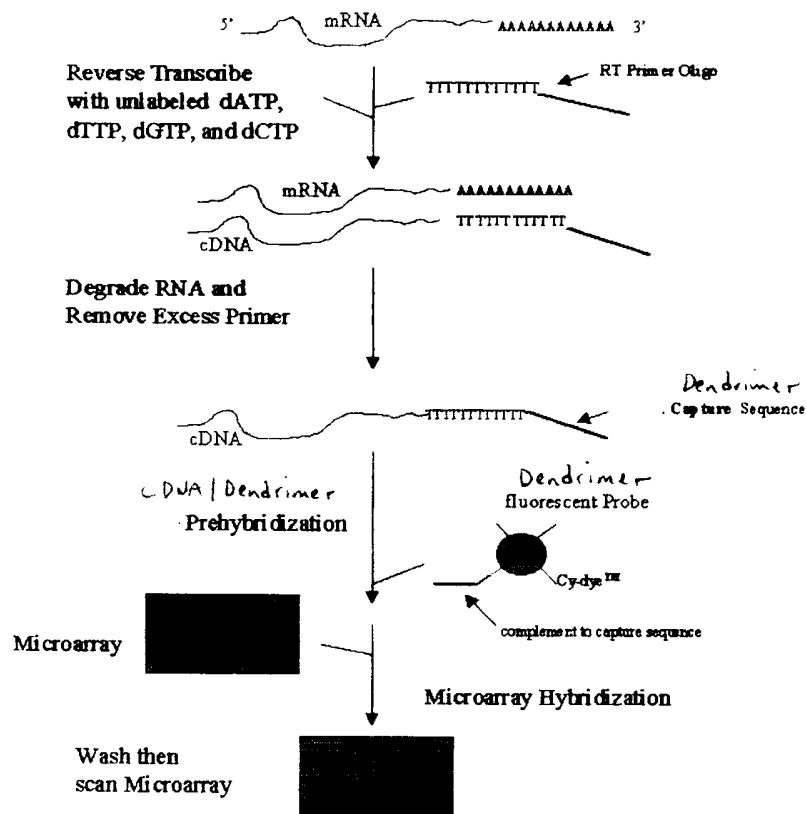 5' mRNA AAAAAAAAAAAA 3'
Reverse Transcribe
with unlabeled dATP,
dTTP, dGTP, and dCTP
RT Primer Oligo
TTTTTTTTTTT
mRNA AAAAAAAAAAAA
cDNA TTTTTTTTTTT
Degrade RNA and
Remove Excess Primer
Dendrimer
Capture Sequence
cDNA TTTTTTTTTTT
cDNA/Dendrimer
Prehybridization
Dendrimer
fluorescent Probe
Cy-dye™
complement to capture sequence
Microarray
Microarray Hybridization
Wash then
scan Microarray